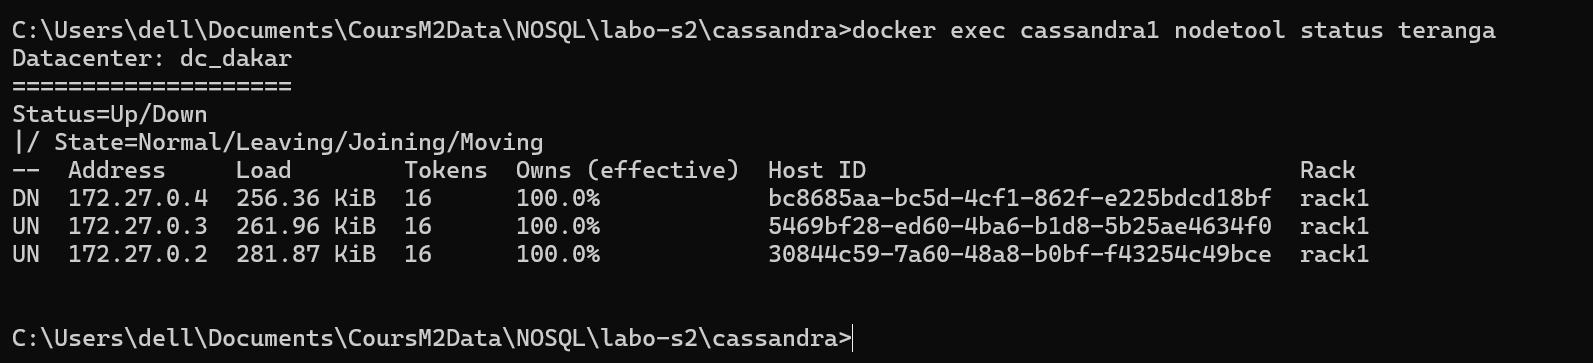 C:\Users\dell\Documents\CoursM2Data\NOSQL\labo-s2\cassandra>docker exec cassandra1 nodetool status teranga
Datacenter: dc_dakar
====================
Status=Up/Down
|/ State=Normal/Leaving/Joining/Moving
--  Address     Load        Tokens  Owns (effective)  Host ID                               Rack
DN  172.27.0.4  256.36 KiB  16      100.0%            bc8685aa-bc5d-4cf1-862f-e225bdcd18bf  rack1
UN  172.27.0.3  261.96 KiB  16      100.0%            5469bf28-ed60-4ba6-b1d8-5b25ae4634f0  rack1
UN  172.27.0.2  281.87 KiB  16      100.0%            30844c59-7a60-48a8-b0bf-f43254c49bce  rack1
C:\Users\dell\Documents\CoursM2Data\NOSQL\labo-s2\cassandra>